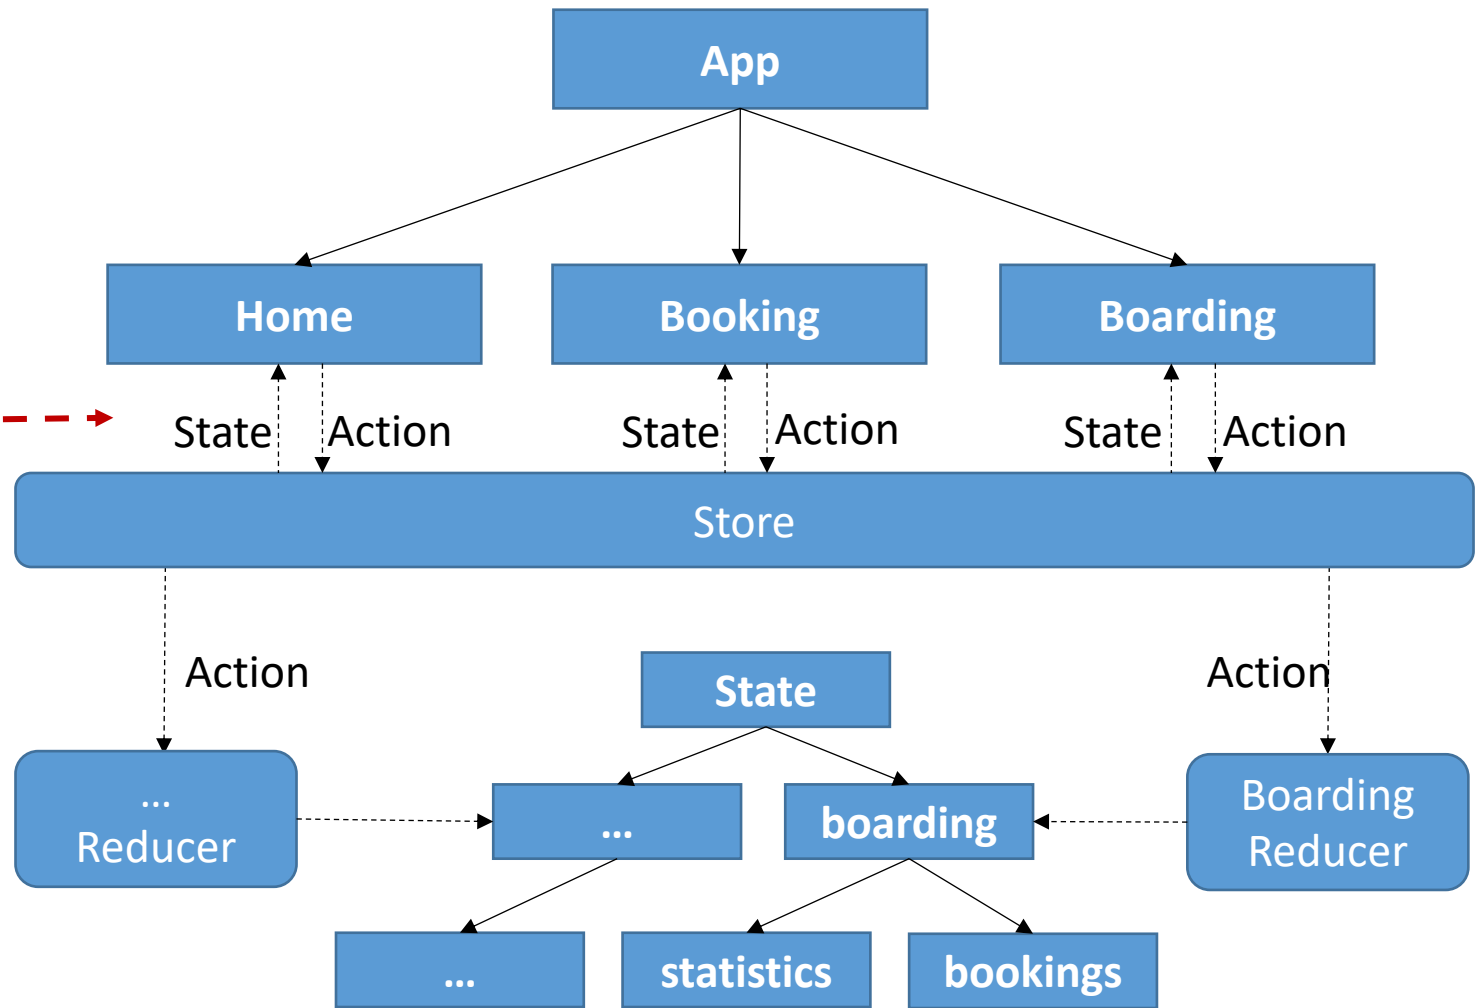 App
Home
Booking
Boarding
State
Action
State
Action
State
Action
Store
Action
Action
State
...
Reducer
...
boarding
Boarding
Reducer
...
statistics
bookings